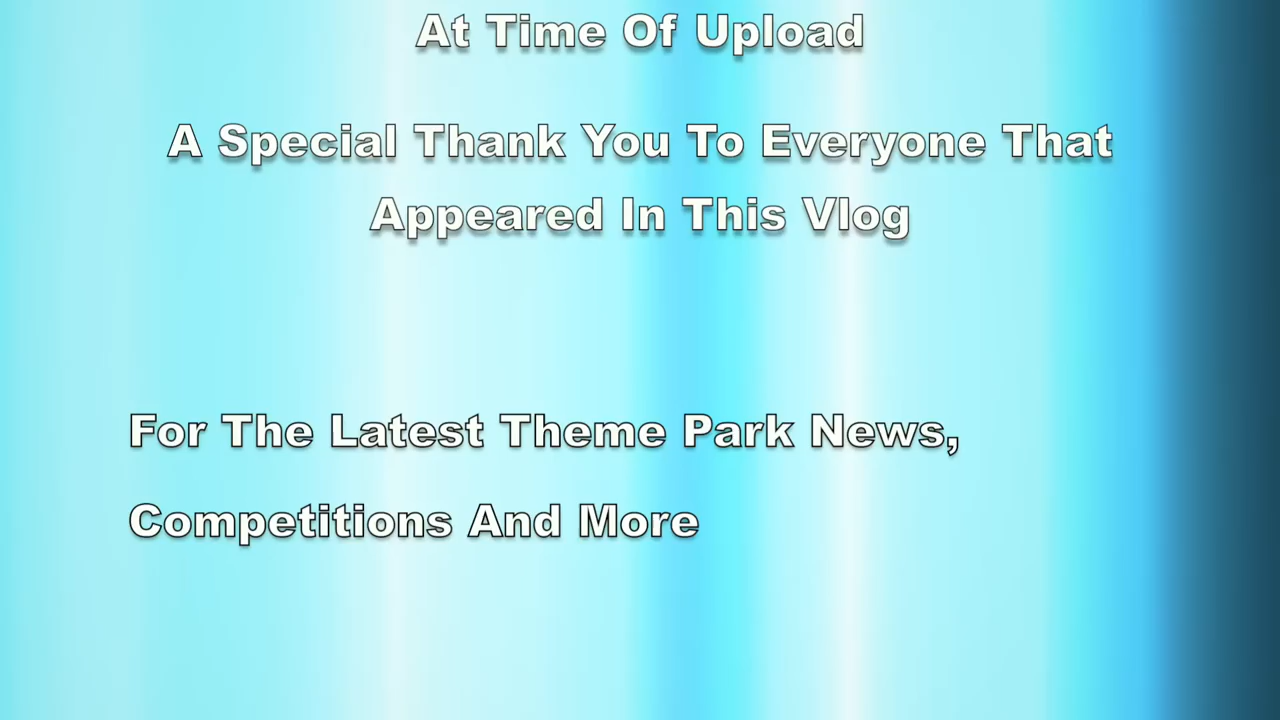 At Time Of Upload
A Special Thank You To Everyone That
Appeared In This Vlog
For The Latest Theme Park News,
Competitions And More